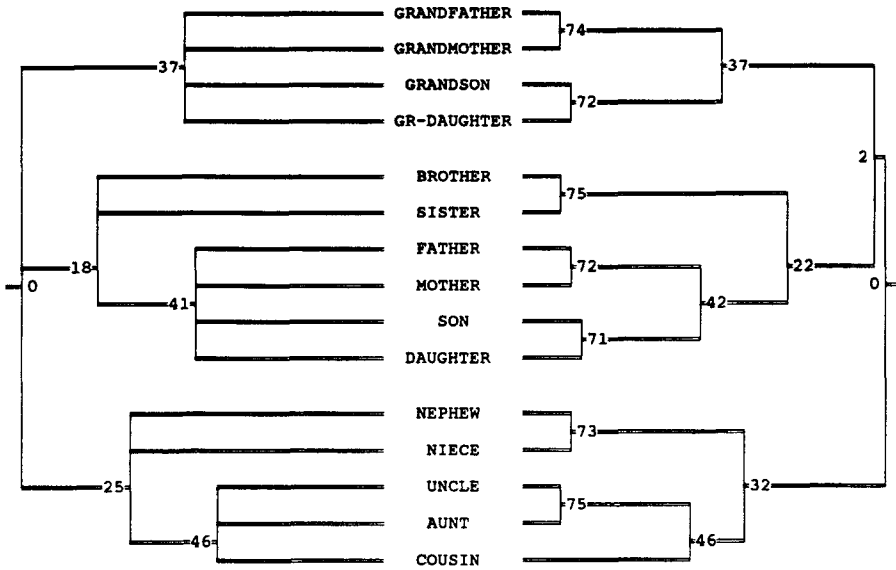 GRANDFATHER
74
GRANDMOTHER
37
37
GRANDSON
72
GR-DAUGHTER
2
BROTHER
75
SISTER
FATHER
18
72
22
MOTHER
0
0
41
42
SON
71
DAUGHTER
NEPHEW
73
NIECE
25
UNCLE
32
75
AUNT
46
46
COUSIN